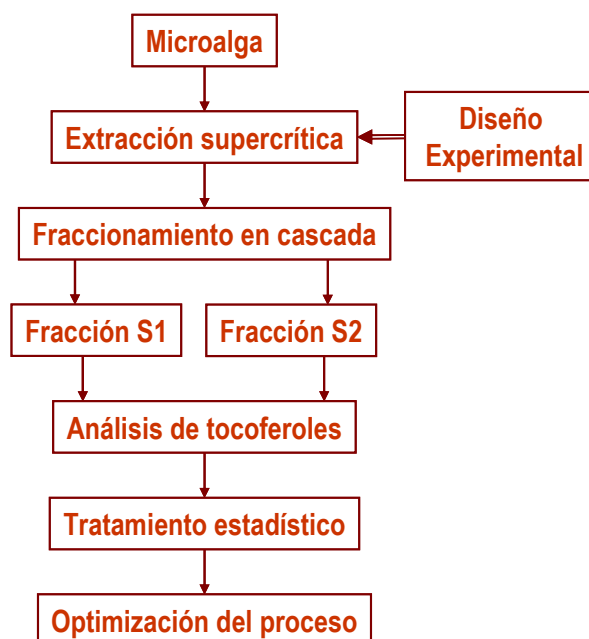 Microalga
Extracción supercrítica
Diseño
Experimental
Fraccionamiento en cascada
Fracción S1
Fracción S2
Análisis de tocoferoles
Tratamiento estadístico
Optimización del proceso